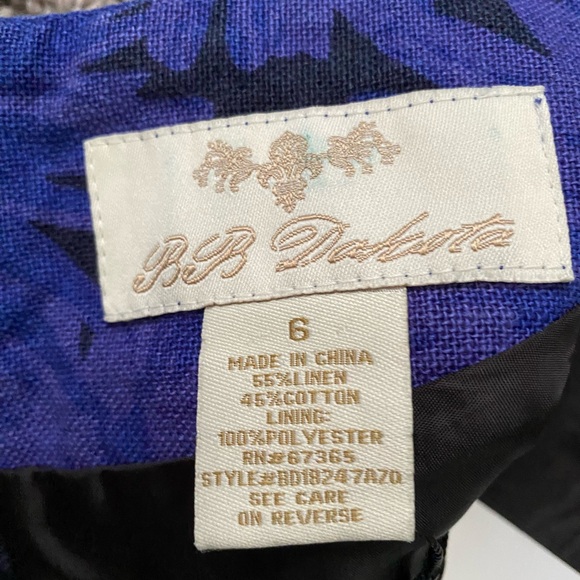 BB Dakota
6
MADE IN CHINA
55%LINEN
45%COTTON
LINING:
100%POLYESTER
RN#67365
STYLE#BD18247A70
SEE CARE
ON REVERSE